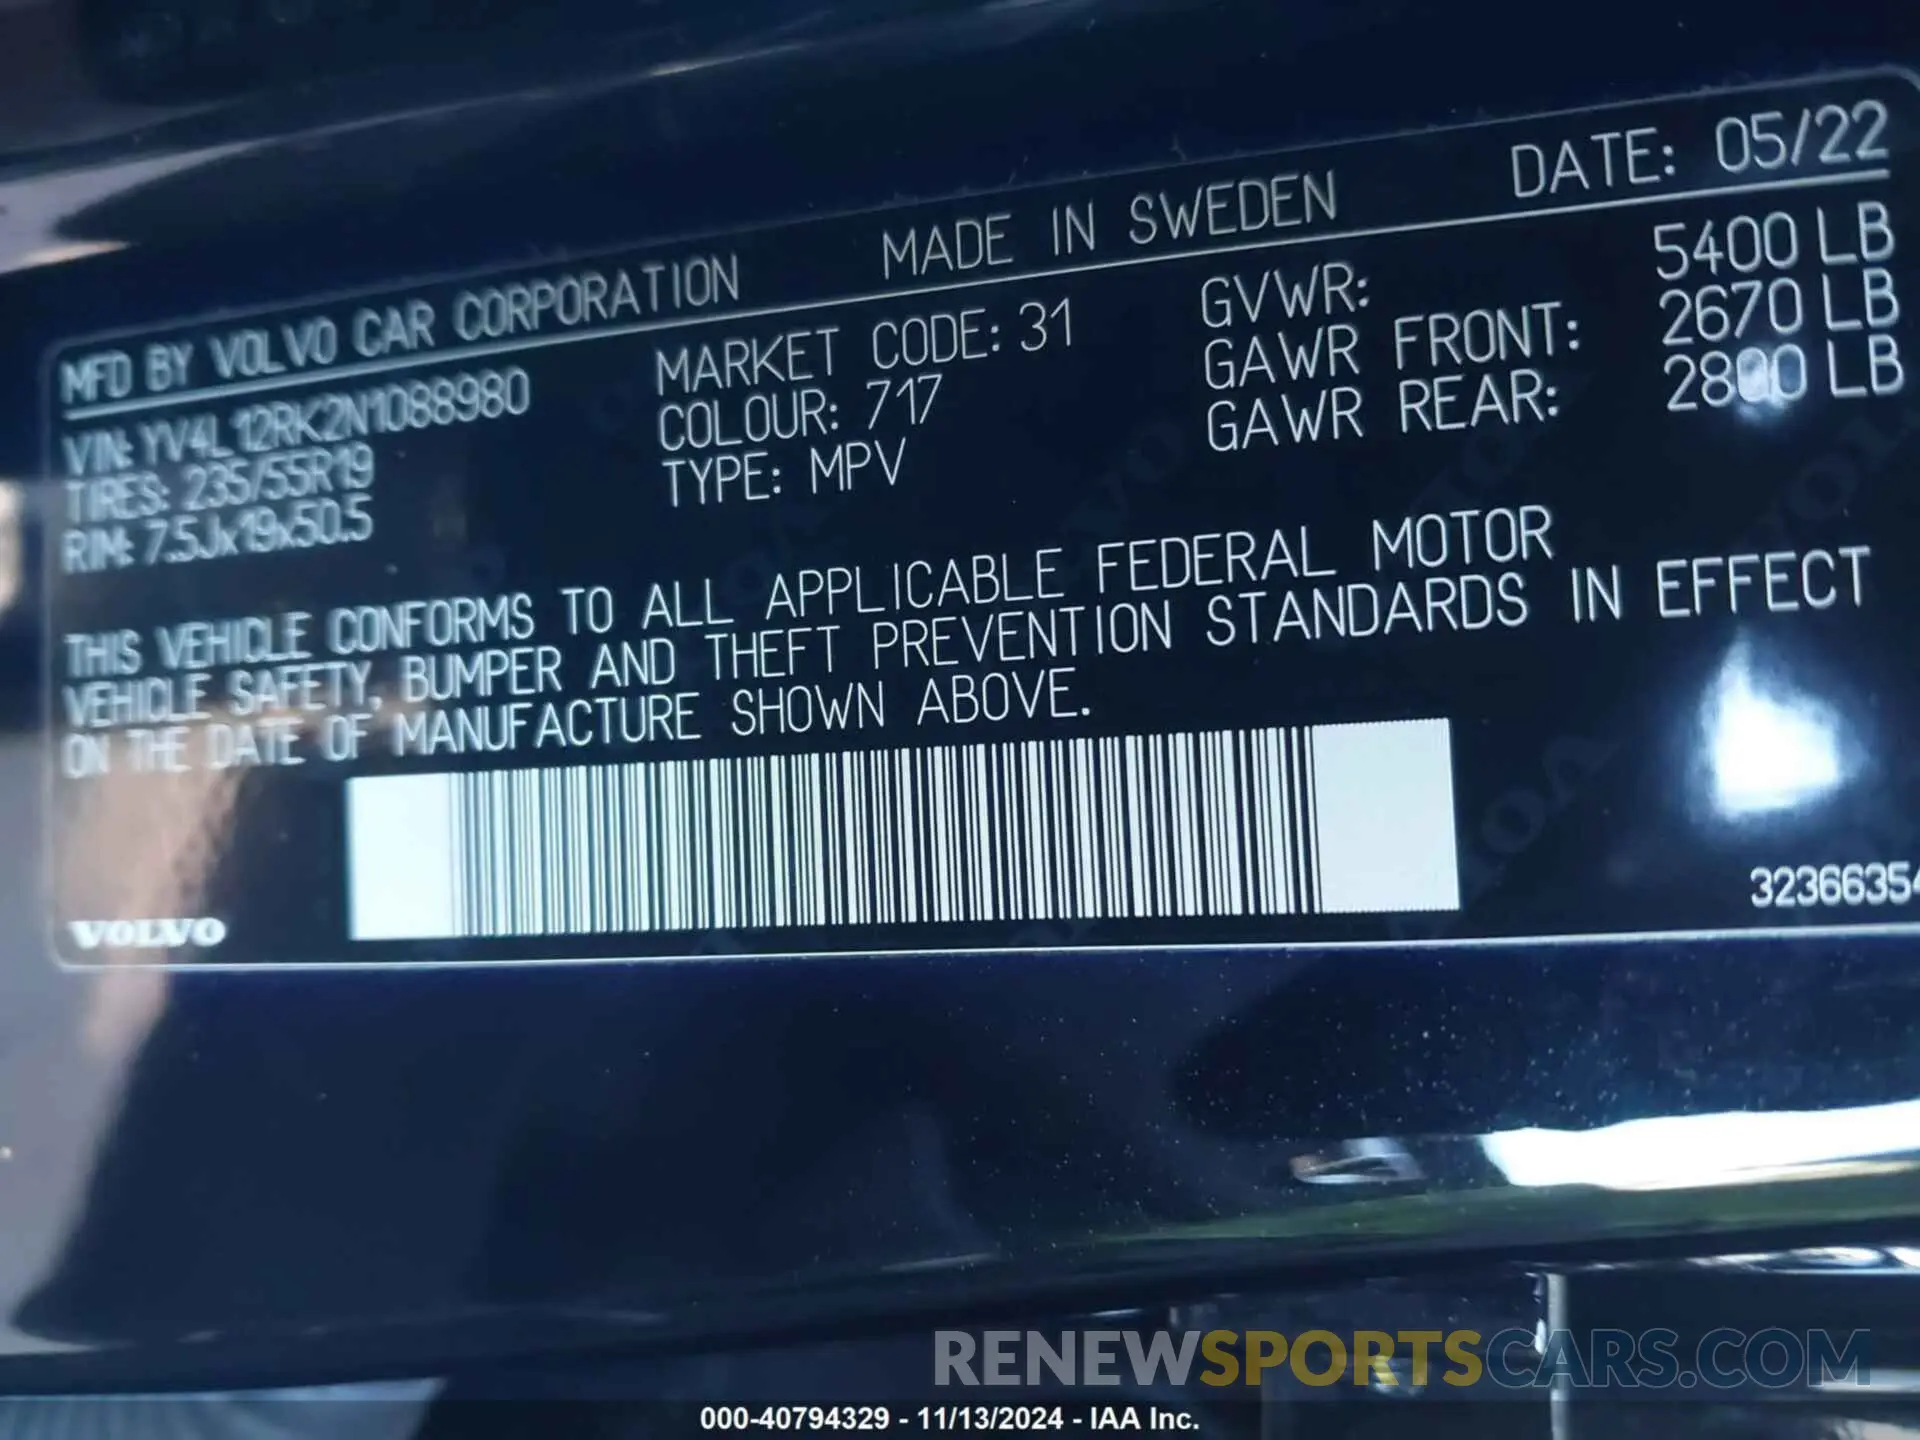 MFD BY VOLVO CAR CORPORATION MADE IN SWEDEN DATE: 05/22
VIN: YV4L12RK2N1088980 MARKET CODE: 31 GVWR: 5400 LB
TIRES: 235/55R19 COLOUR: 717 GAWR FRONT: 2670 LB
RIM: 7.5Jx19x50.5 TYPE: MPV GAWR REAR: 2800 LB
THIS VEHICLE CONFORMS TO ALL APPLICABLE FEDERAL MOTOR
VEHICLE SAFETY, BUMPER AND THEFT PREVENTION STANDARDS IN EFFECT
ON THE DATE OF MANUFACTURE SHOWN ABOVE.
VOLVO 32366354
RENEWSPORTSCARS.COM
000-40794329 - 11/13/2024 - IAA Inc.